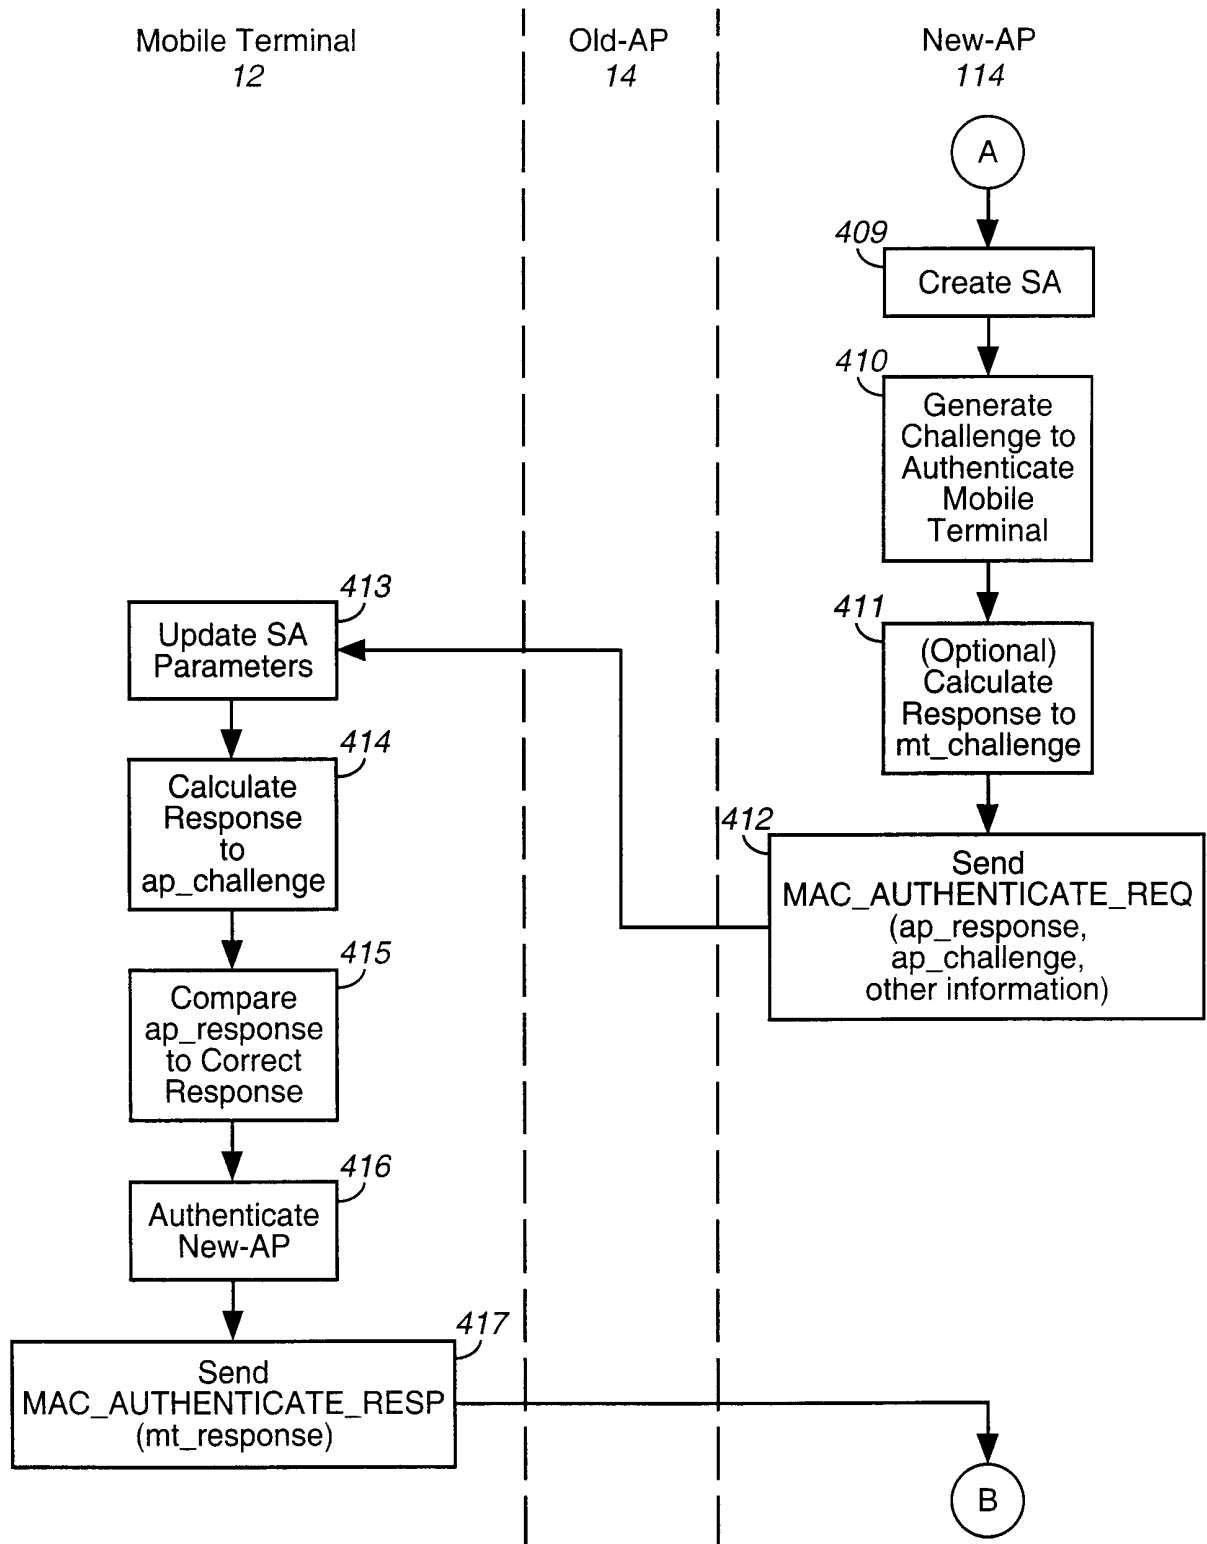 Mobile Terminal
12
Old-AP
14
New-AP
114
A
409
Create SA
410
Generate
Challenge to
Authenticate
Mobile
Terminal
411
(Optional)
Calculate
Response to
mt_challenge
412
Send
MAC_AUTHENTICATE_REQ
(ap_response,
ap_challenge,
other information)
413
Update SA
Parameters
414
Calculate
Response
to
ap_challenge
415
Compare
ap_response
to Correct
Response
416
Authenticate
New-AP
417
Send
MAC_AUTHENTICATE_RESP
(mt_response)
B